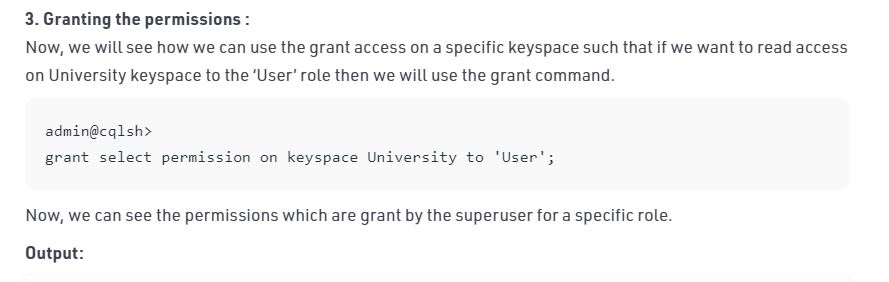 3. Granting the permissions :
Now, we will see how we can use the grant access on a specific keyspace such that if we want to read access
on University keyspace to the ‘User’ role then we will use the grant command.
admin@cqlsh>
grant select permission on keyspace University to 'User';
Now, we can see the permissions which are grant by the superuser for a specific role.
Output: